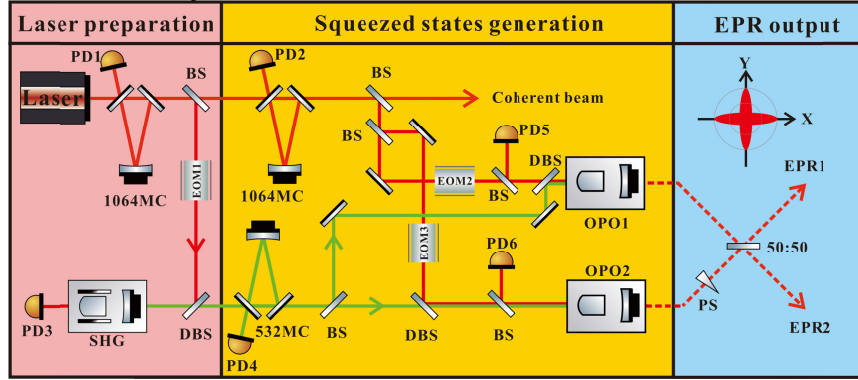 Laser preparation
Squeezed states generation
EPR output
PD1
BS
PD2
BS
Y
Laser
Coherent beam
X
BS
PD5
DBS
EPR1
1064MC
EOM1
1064MC
EOM2
BS
OPO1
EOM3
PD6
50:50
OPO2
PS
PD3
SHG
DBS
532MC
BS
DBS
BS
EPR2
PD4